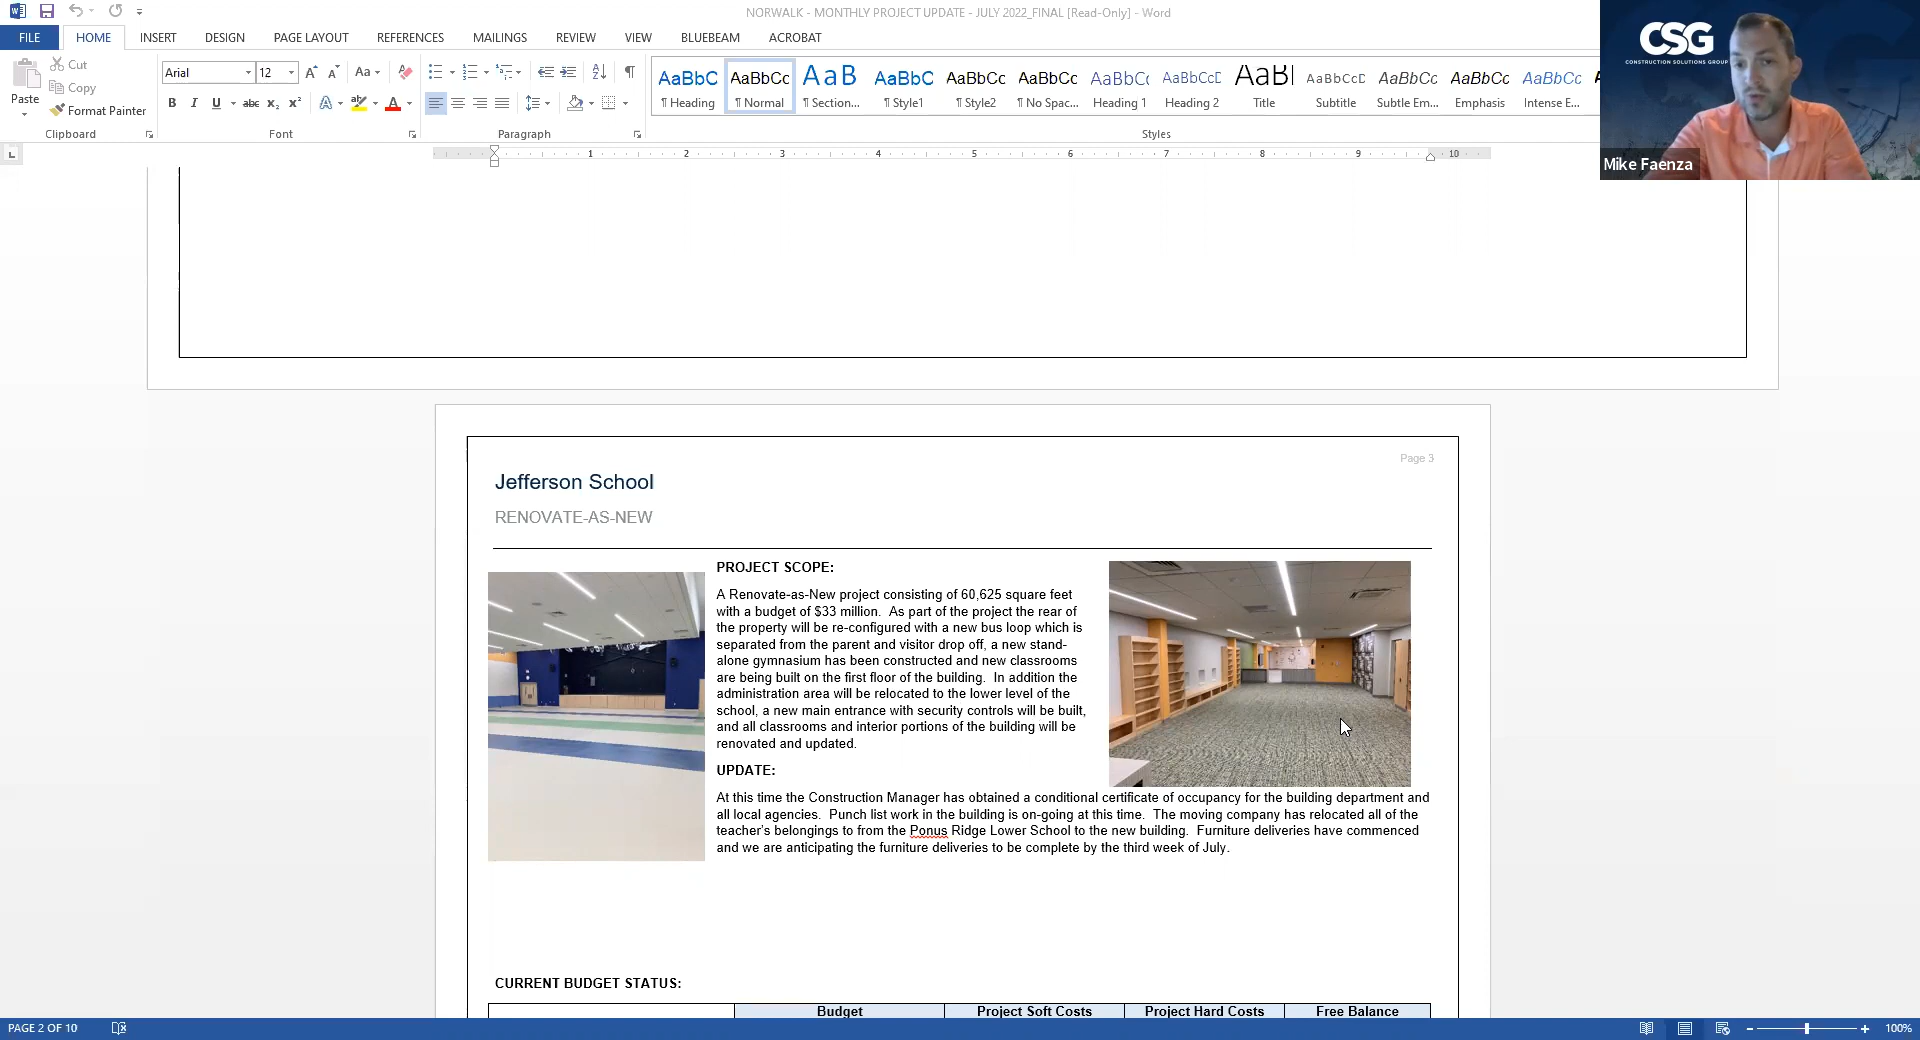 NORWALK - MONTHLY PROJECT UPDATE - JULY 2022_FINAL [Read-Only] - Word
FILE HOME INSERT DESIGN PAGE LAYOUT REFERENCES MAILINGS REVIEW VIEW BLUEBEAM ACROBAT
CSG
CONSTRUCTION SOLUTIONS GROUP
Mike Faenza
Paste
Cut
Copy
Format Painter
Clipboard
Arial 12
B I U abc x₂ x²
Font
Paragraph
AaBbC AaBbCc AaB AaBbC AaBbCc AaBbCc AaBbC AaBbCcD AaBl AaBbCcD AaBbCc AaBbCc AaBbCc
¶ Heading ¶ Normal ¶ Section... ¶ Style1 ¶ Style2 ¶ No Spac... Heading 1 Heading 2 Title Subtitle Subtle Em... Emphasis Intense E...
Styles
1 2 3 4 5 6 7 8 9 10
Page 3
Jefferson School
RENOVATE-AS-NEW
PROJECT SCOPE:
A Renovate-as-New project consisting of 60,625 square feet
with a budget of $33 million. As part of the project the rear of
the property will be re-configured with a new bus loop which is
separated from the parent and visitor drop off, a new stand-
alone gymnasium has been constructed and new classrooms
are being built on the first floor of the building. In addition the
administration area will be relocated to the lower level of the
school, a new main entrance with security controls will be built,
and all classrooms and interior portions of the building will be
renovated and updated.
UPDATE:
At this time the Construction Manager has obtained a conditional certificate of occupancy for the building department and
all local agencies. Punch list work in the building is on-going at this time. The moving company has relocated all of the
teacher's belongings to from the Ponus Ridge Lower School to the new building. Furniture deliveries have commenced
and we are anticipating the furniture deliveries to be complete by the third week of July.
CURRENT BUDGET STATUS:
Budget Project Soft Costs Project Hard Costs Free Balance
PAGE 2 OF 10
100%